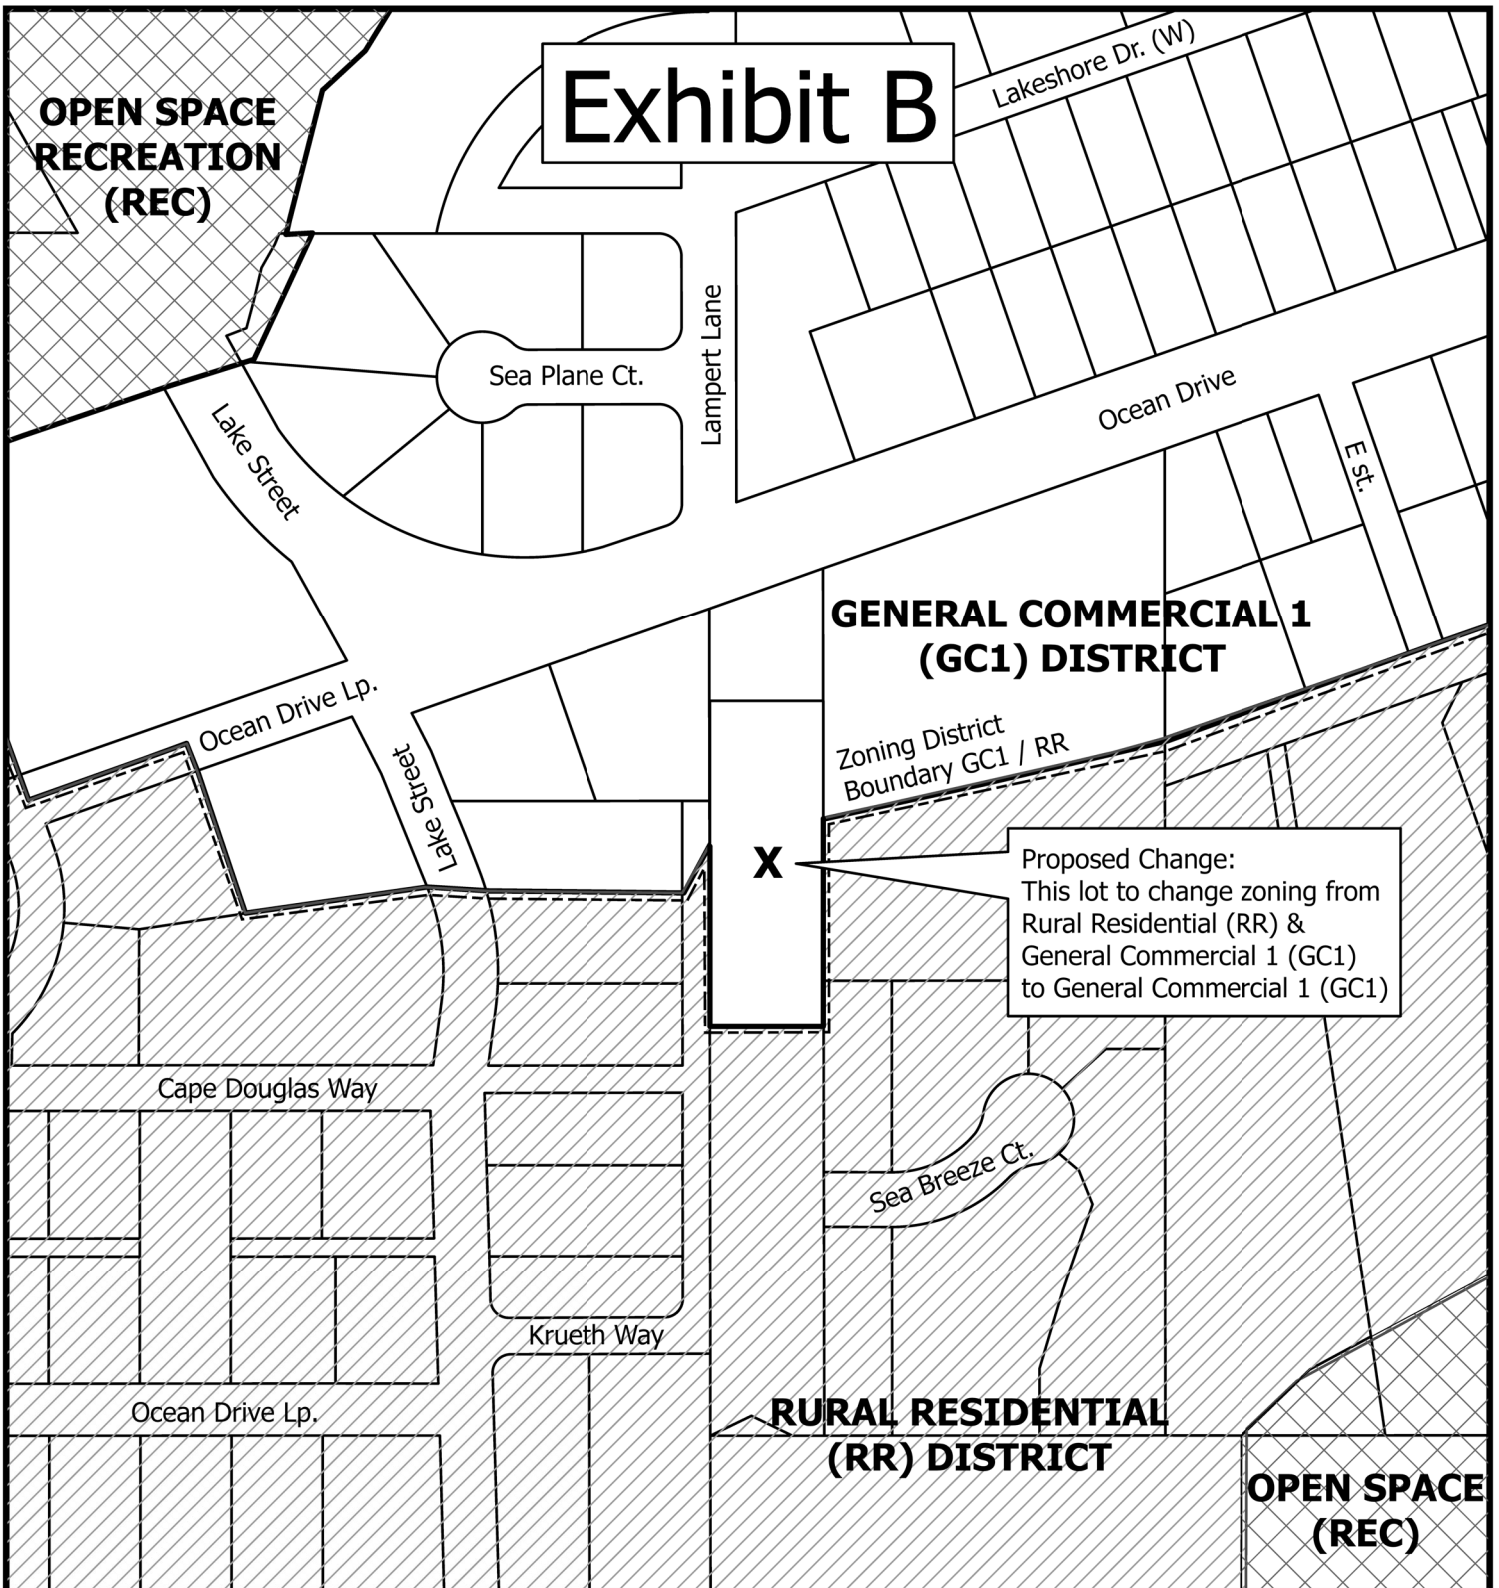 Exhibit B
Lakeshore Dr. (W)
OPEN SPACE
RECREATION
(REC)
Sea Plane Ct.
Lampert Lane
Ocean Drive
Lake Street
E st.
GENERAL COMMERCIAL 1
(GC1) DISTRICT
Ocean Drive Lp.
Zoning District
Boundary GC1 / RR
Lake Street
X
Proposed Change:
This lot to change zoning from
Rural Residential (RR) &
General Commercial 1 (GC1)
to General Commercial 1 (GC1)
Cape Douglas Way
Sea Breeze Ct.
Krueth Way
Ocean Drive Lp.
RURAL RESIDENTIAL
(RR) DISTRICT
OPEN SPACE
(REC)